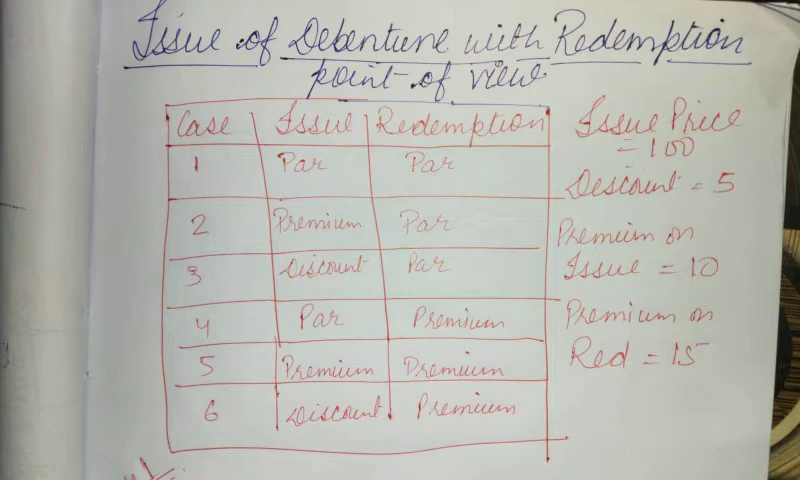 Issue of Debenture with Redemption
point of view
Case Issue Redemption
1 Par Par
2 Premium Par
3 Discount Par
4 Par Premium
5 Premium Premium
6 Discount Premium
Issue Price
= 100
Descount = 5
Premium on
Issue = 10
Premium on
Red = 15